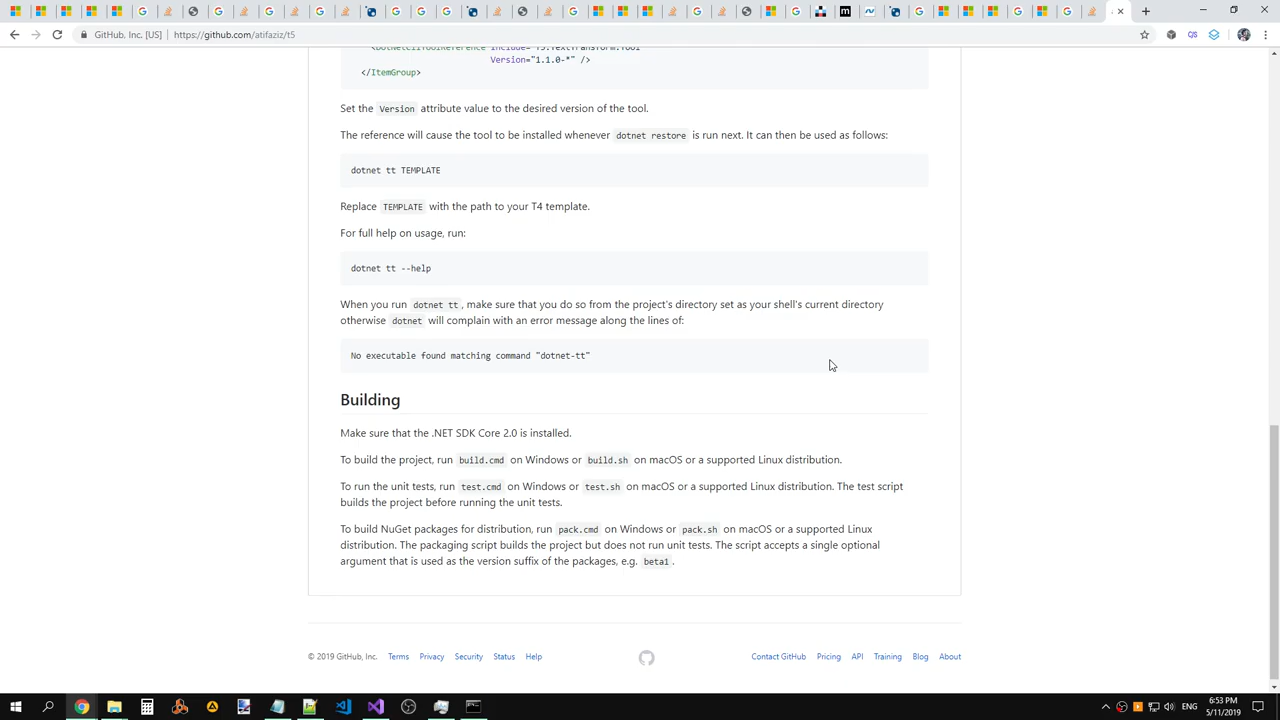 GitHub, Inc. [US]
https://github.com/atifaziz/t5
<DotNetCliToolReference Include="T5.TextTransform.Tool"
Version="1.1.0-*" />
</ItemGroup>
Set the Version attribute value to the desired version of the tool.
The reference will cause the tool to be installed whenever dotnet restore is run next. It can then be used as follows:
dotnet tt TEMPLATE
Replace TEMPLATE with the path to your T4 template.
For full help on usage, run:
dotnet tt --help
When you run dotnet tt, make sure that you do so from the project's directory set as your shell's current directory
otherwise dotnet will complain with an error message along the lines of:
No executable found matching command "dotnet-tt"
Building
Make sure that the .NET SDK Core 2.0 is installed.
To build the project, run build.cmd on Windows or build.sh on macOS or a supported Linux distribution.
To run the unit tests, run test.cmd on Windows or test.sh on macOS or a supported Linux distribution. The test script
builds the project before running the unit tests.
To build NuGet packages for distribution, run pack.cmd on Windows or pack.sh on macOS or a supported Linux
distribution. The packaging script builds the project but does not run unit tests. The script accepts a single optional
argument that is used as the version suffix of the packages, e.g. beta1.
© 2019 GitHub, Inc. Terms Privacy Security Status Help
Contact GitHub Pricing API Training Blog About
6:53 PM
5/11/2019